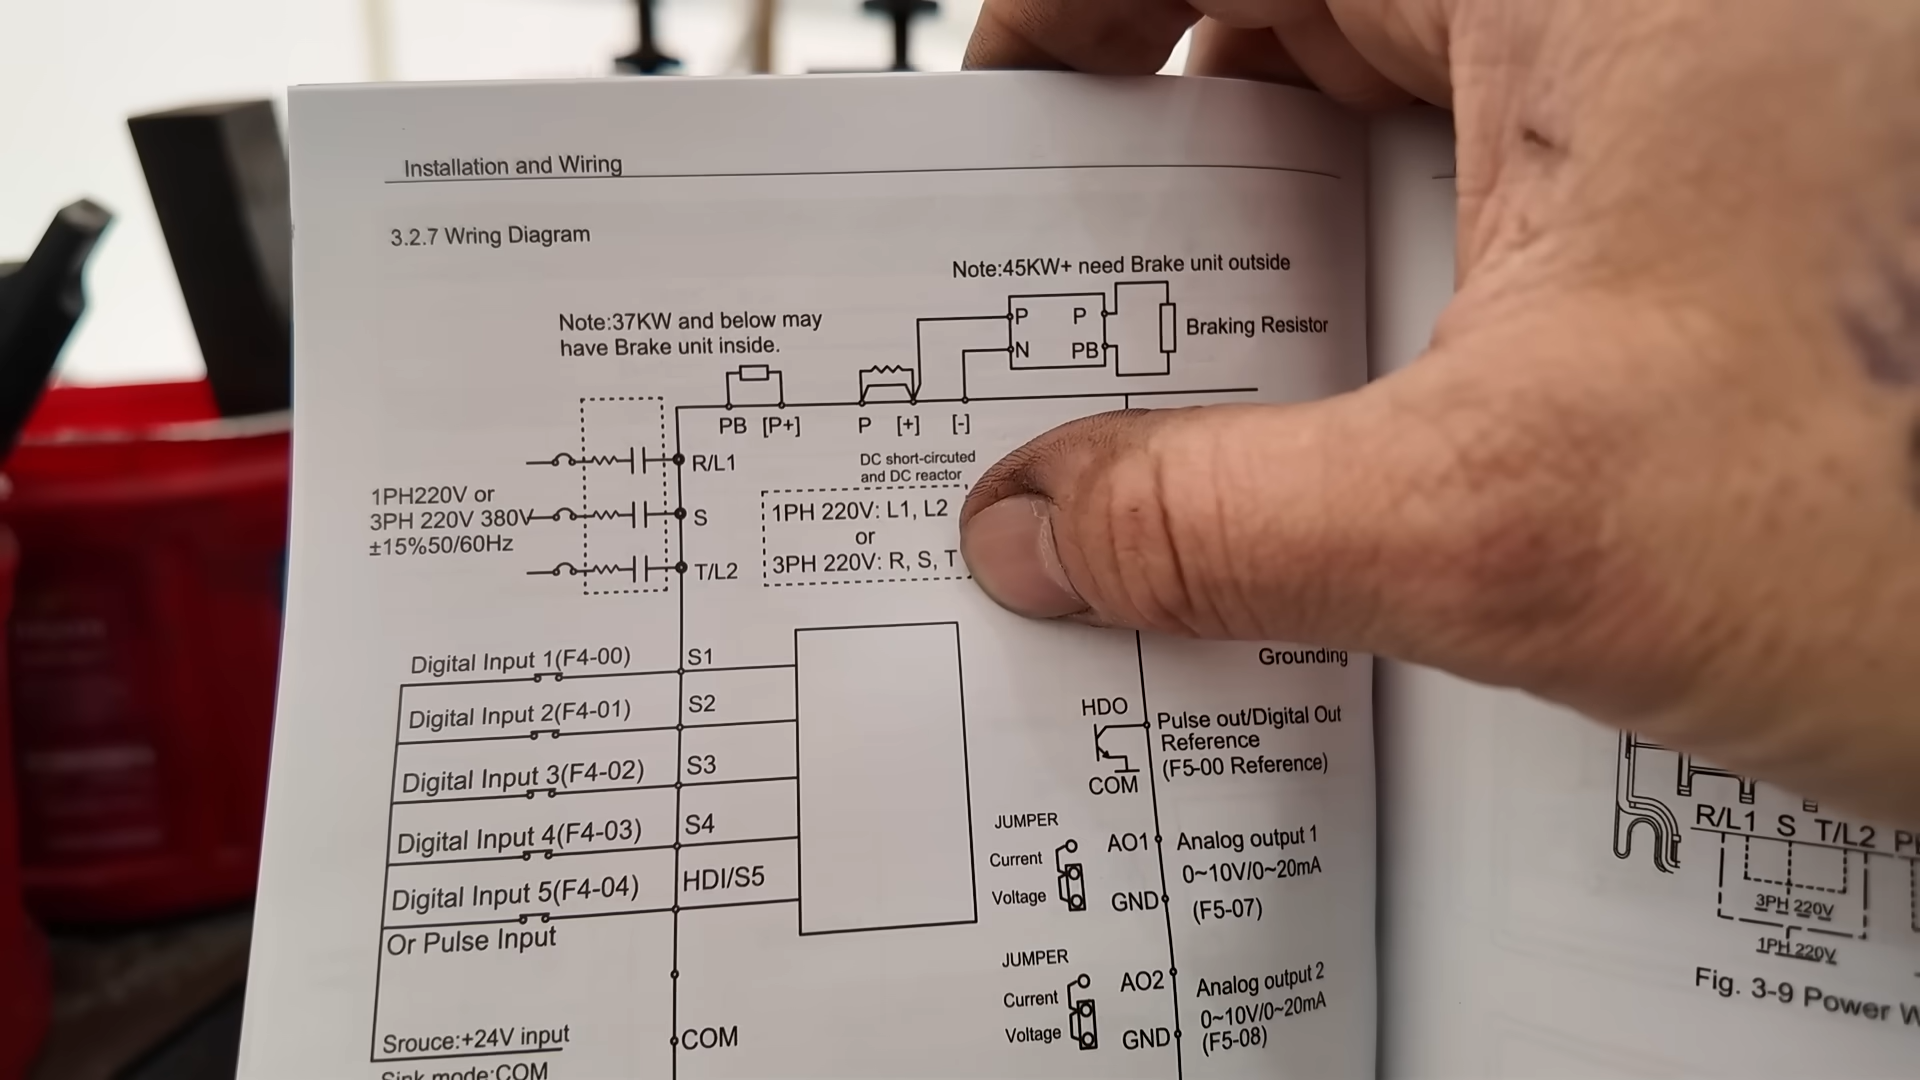 Installation and Wiring
3.2.7 Wring Diagram
Note:45KW+ need Brake unit outside
Note:37KW and below may
have Brake unit inside.
P P
N PB
Braking Resistor
PB [P+] P [+] [-]
DC short-circuted
and DC reactor
R/L1
S
T/L2
1PH220V or
3PH 220V 380V
±15%50/60Hz
1PH 220V: L1, L2
or
3PH 220V: R, S, T
Digital Input 1(F4-00) S1
Digital Input 2(F4-01) S2
Digital Input 3(F4-02) S3
Digital Input 4(F4-03) S4
Digital Input 5(F4-04) HDI/S5
Or Pulse Input
Srouce:+24V input
COM
Sink mode:COM
Grounding
HDO
COM
Pulse out/Digital Out
Reference
(F5-00 Reference)
JUMPER
Current
Voltage
AO1
GND
Analog output 1
0~10V/0~20mA
(F5-07)
JUMPER
Current
Voltage
AO2
GND
Analog output 2
0~10V/0~20mA
(F5-08)
R/L1 S T/L2
3PH 220V
1PH 220V
Fig. 3-9 Power